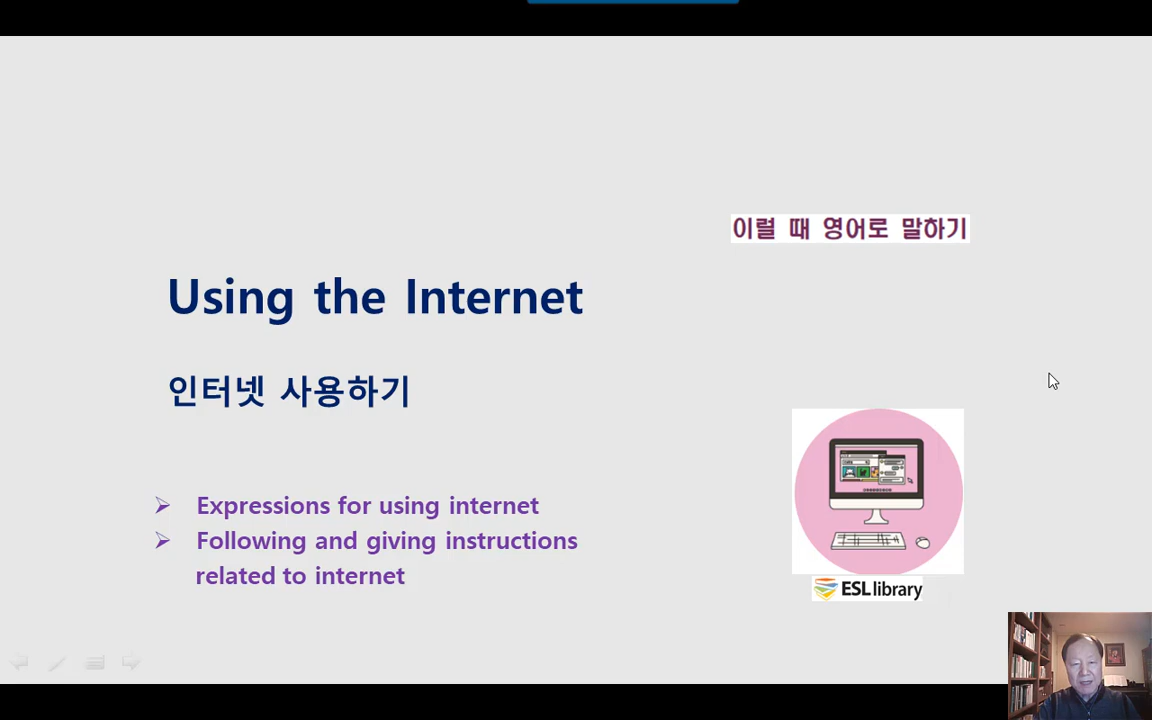 이럴 때 영어로 말하기
Using the Internet
인터넷 사용하기
Expressions for using internet
Following and giving instructions
related to internet
ESL library